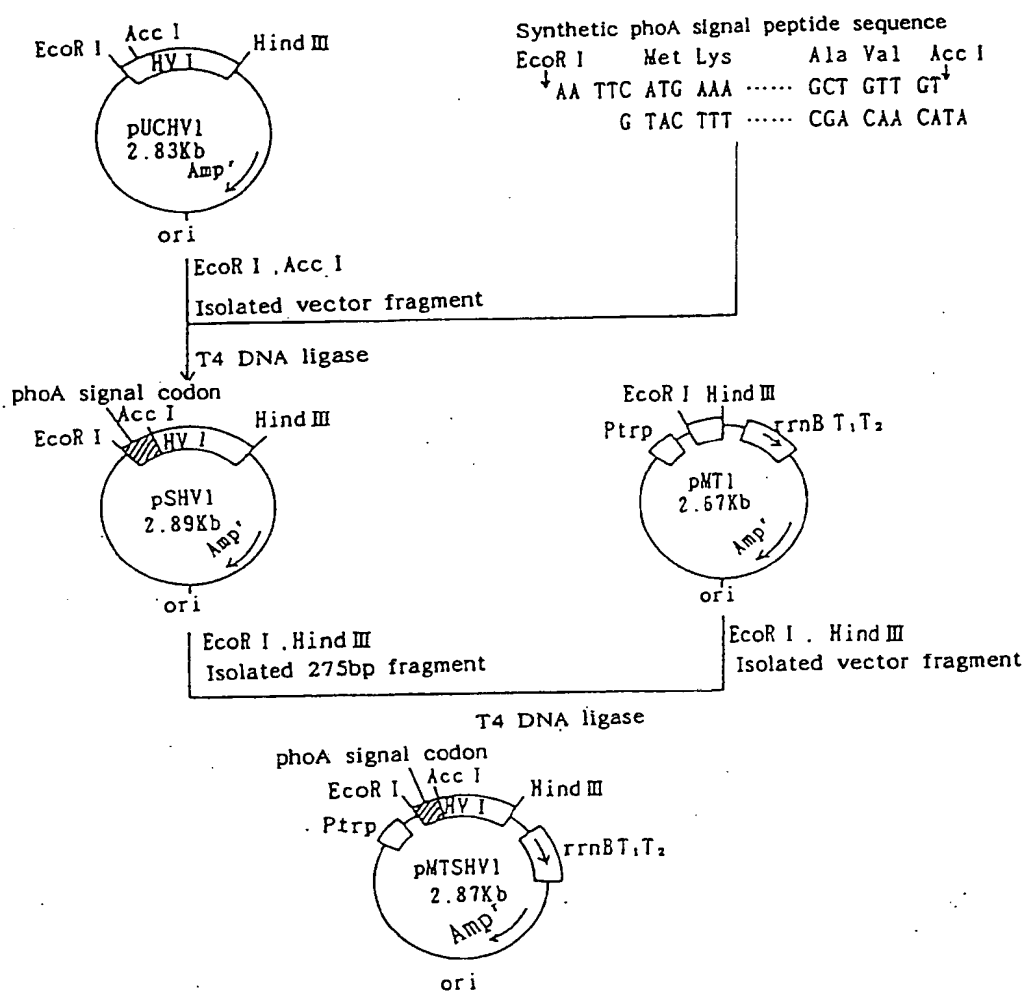 Acc I
EcoR I
Hind III
HV I
pUCHV1
2.83Kb
Ampʳ
ori
Synthetic phoA signal peptide sequence
EcoR I Met Lys Ala Val Acc I
AA TTC ATG AAA ...... GCT GTT GT
G TAC TTT ...... CGA CAA CATA
EcoR I , Acc I
Isolated vector fragment
T4 DNA ligase
phoA signal codon
Acc I
EcoR I
Hind III
HV I
pSHV1
2.89Kb
Ampʳ
ori
EcoR I Hind III
Ptrp
rrnB T₁T₂
pMT1
2.67Kb
Ampʳ
ori
EcoR I , Hind III
Isolated 275bp fragment
EcoR I . Hind III
Isolated vector fragment
T4 DNA ligase
phoA signal codon
Acc I
EcoR I
Hind III
HV I
Ptrp
rrnBT₁T₂
pMTSHV1
2.87Kb
Ampʳ
ori